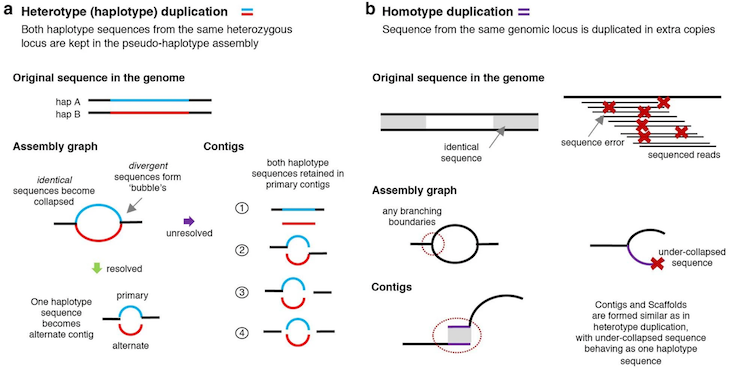 a Heterotype (haplotype) duplication
Both haplotype sequences from the same heterozygous
locus are kept in the pseudo-haplotype assembly
Original sequence in the genome
hap A
hap B
Assembly graph
identical
sequences become
collapsed
divergent
sequences form
'bubble's
unresolved
resolved
One haplotype
sequence
becomes
alternate contig
primary
alternate
Contigs
both haplotype
sequences retained in
primary contigs
1
2
3
4
b Homotype duplication
Sequence from the same genomic locus is duplicated in extra copies
Original sequence in the genome
identical
sequence
sequence error
sequenced reads
Assembly graph
any branching
boundaries
under-collapsed
sequence
Contigs
Contigs and Scaffolds
are formed similar as in
heterotype duplication,
with under-collapsed sequence
behaving as one haplotype
sequence